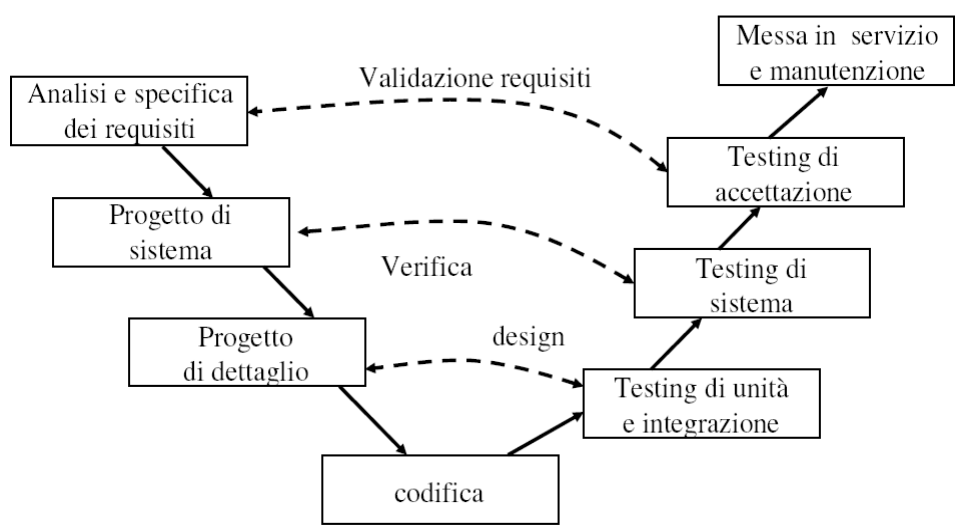 Messa in servizio
e manutenzione
Validazione requisiti
Analisi e specifica
dei requisiti
Testing di
accettazione
Progetto di
sistema
Verifica
Testing di
sistema
Progetto
di dettaglio
design
Testing di unità
e integrazione
codifica